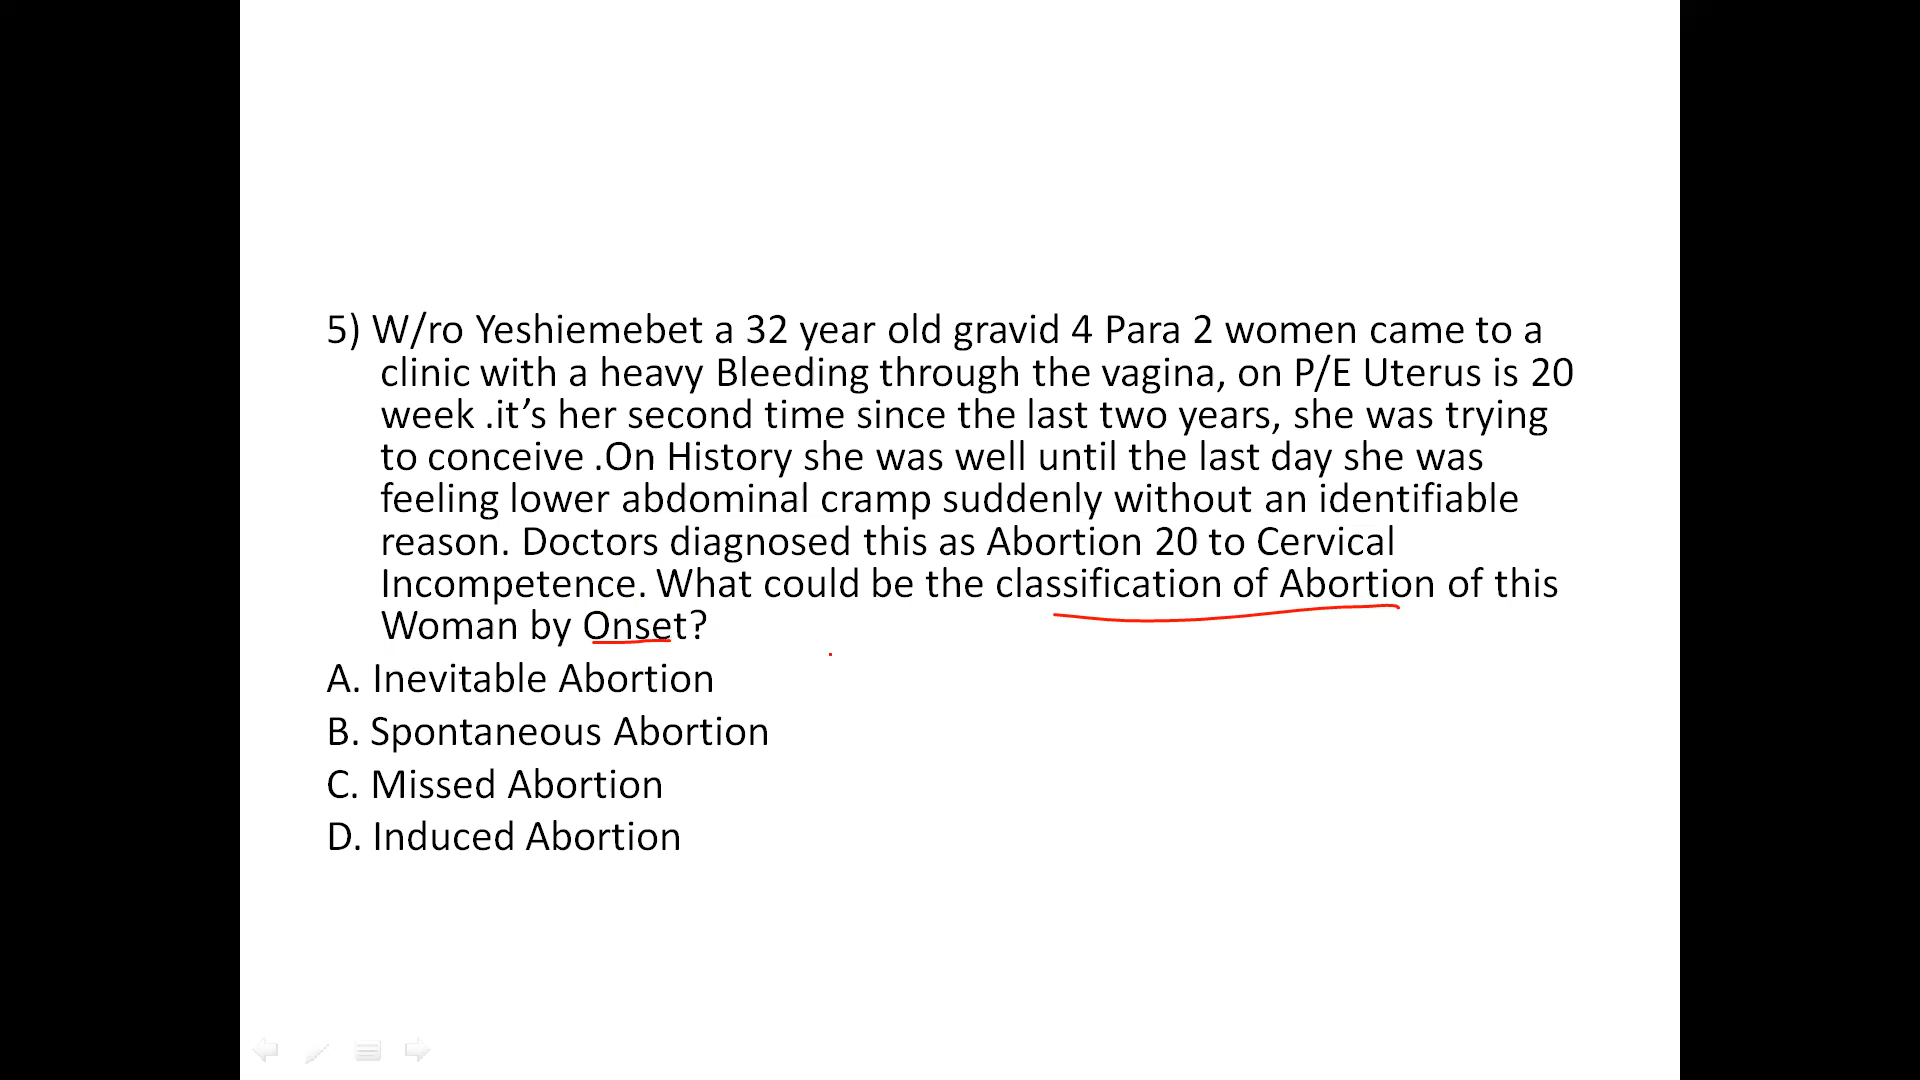 5) W/ro Yeshiemebet a 32 year old gravid 4 Para 2 women came to a
clinic with a heavy Bleeding through the vagina, on P/E Uterus is 20
week .it’s her second time since the last two years, she was trying
to conceive .On History she was well until the last day she was
feeling lower abdominal cramp suddenly without an identifiable
reason. Doctors diagnosed this as Abortion 20 to Cervical
Incompetence. What could be the classification of Abortion of this
Woman by Onset?
A. Inevitable Abortion
B. Spontaneous Abortion
C. Missed Abortion
D. Induced Abortion